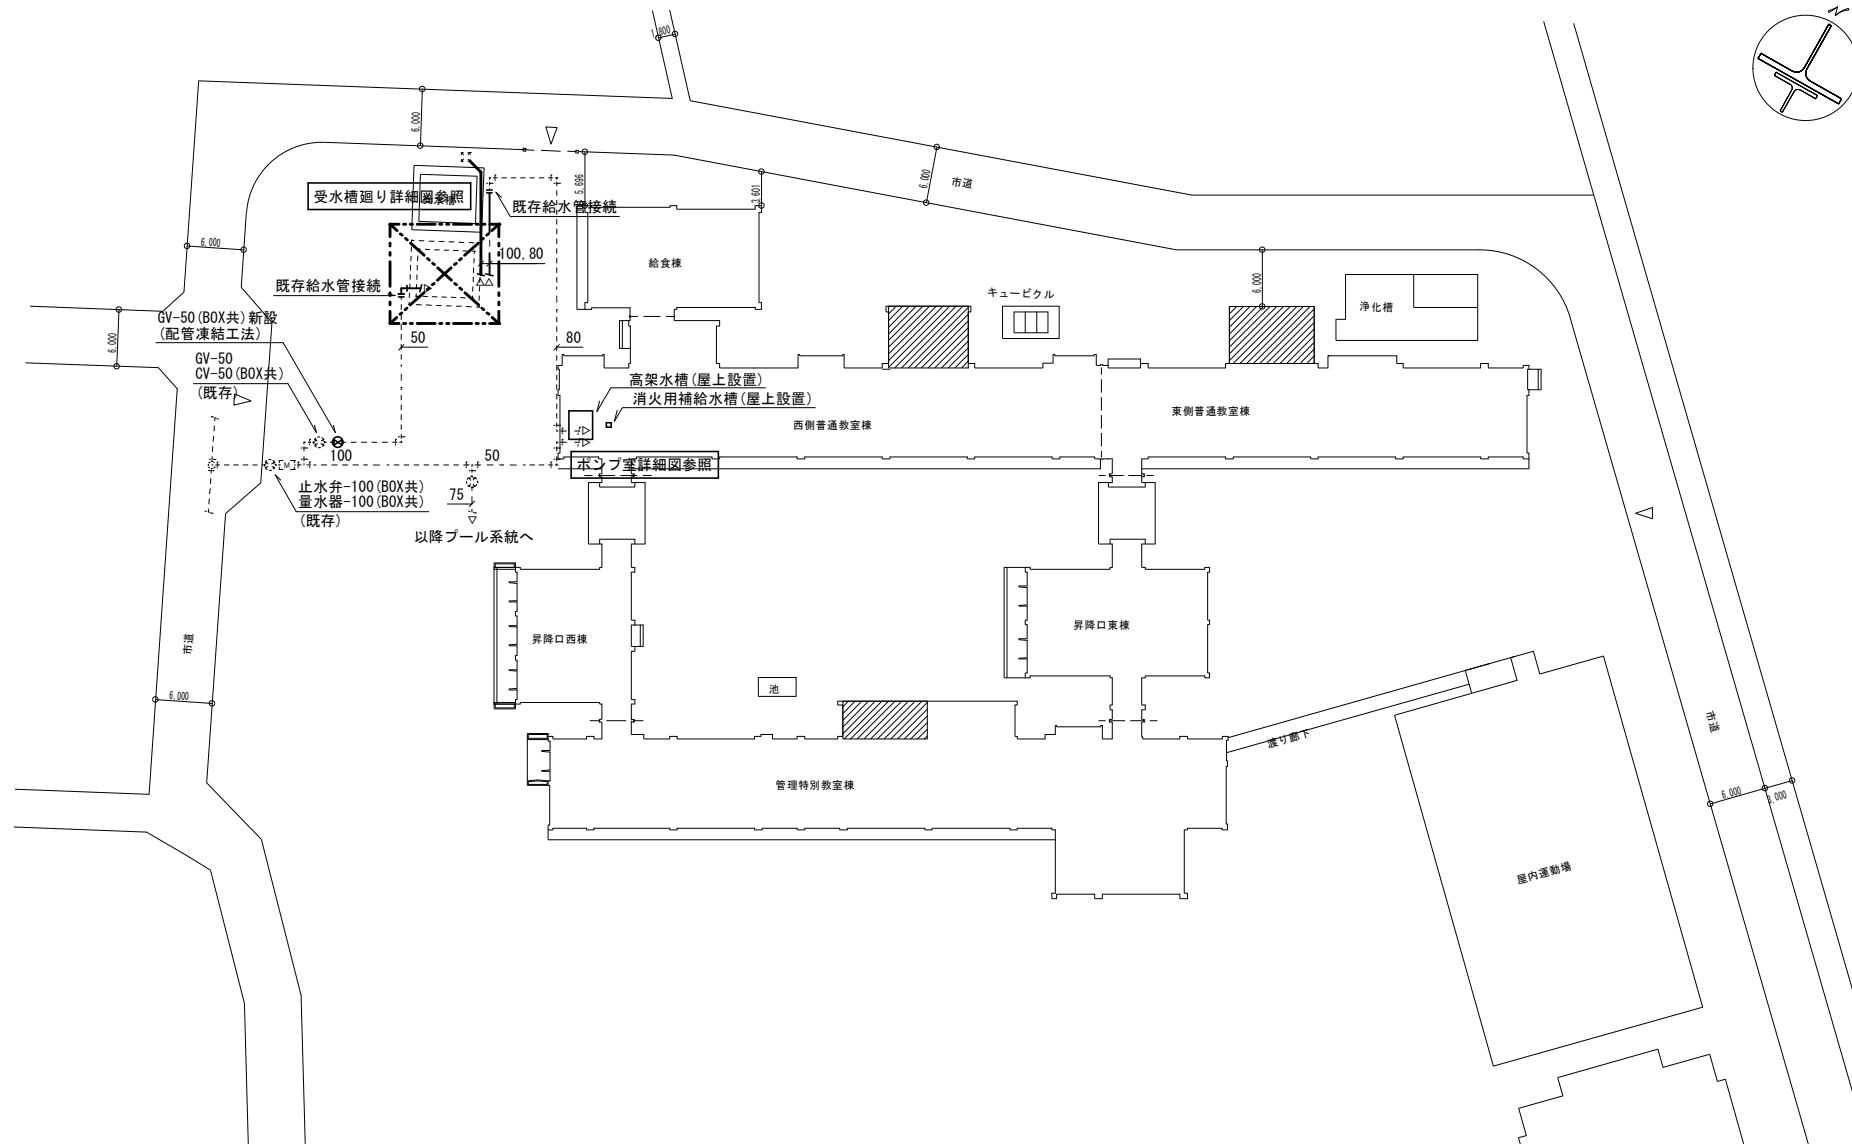 N
1,800
6,000
受水槽廻り詳細図参照
既存給水管接続
5,696
3,601
6,000
市道
6,000
100,80
給食棟
既存給水管接続
キュービクル
6,000
浄化槽
GV-50(BOX共)新設
(配管凍結工法)
6,000
50
80
GV-50
CV-50(BOX共)
(既存)
高架水槽(屋上設置)
消火用補給水槽(屋上設置)
西側普通教室棟
東側普通教室棟
100
50
M
ポンプ室詳細図参照
止水弁-100(BOX共)
量水器-100(BOX共)
(既存)
75
以降プール系統へ
昇降口西棟
昇降口東棟
市道
6,000
池
渡り廊下
市道
管理特別教室棟
6,000
3,000
屋内運動場